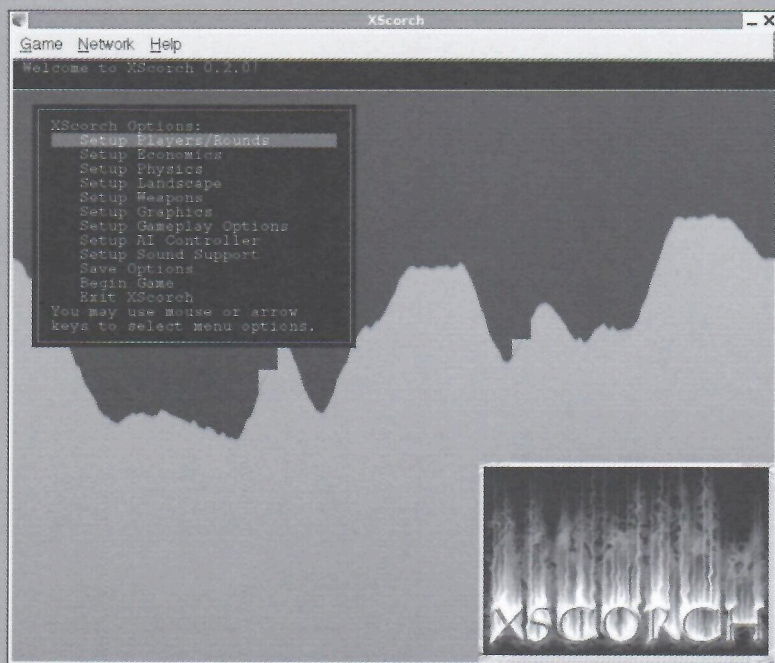 XScorch
Game Network Help
Welcome to XScorch 0.2.0!
XScorch Options:
Setup Players/Rounds
Setup Economics
Setup Physics
Setup Landscape
Setup Weapons
Setup Graphics
Setup Gameplay Options
Setup AI Controller
Setup Sound Support
Save Options
Begin Game
Exit XScorch
You may use mouse or arrow
keys to select menu options.
XSCORCH